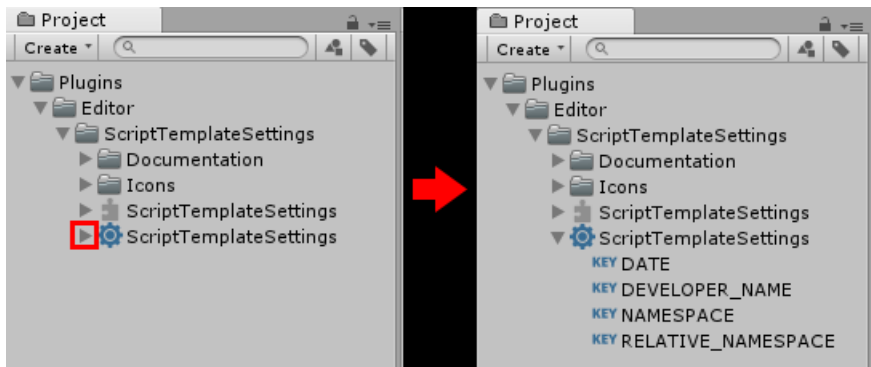 Project
Create
Plugins
Editor
ScriptTemplateSettings
Documentation
Icons
ScriptTemplateSettings
ScriptTemplateSettings
Project
Create
Plugins
Editor
ScriptTemplateSettings
Documentation
Icons
ScriptTemplateSettings
ScriptTemplateSettings
KEY DATE
KEY DEVELOPER_NAME
KEY NAMESPACE
KEY RELATIVE_NAMESPACE